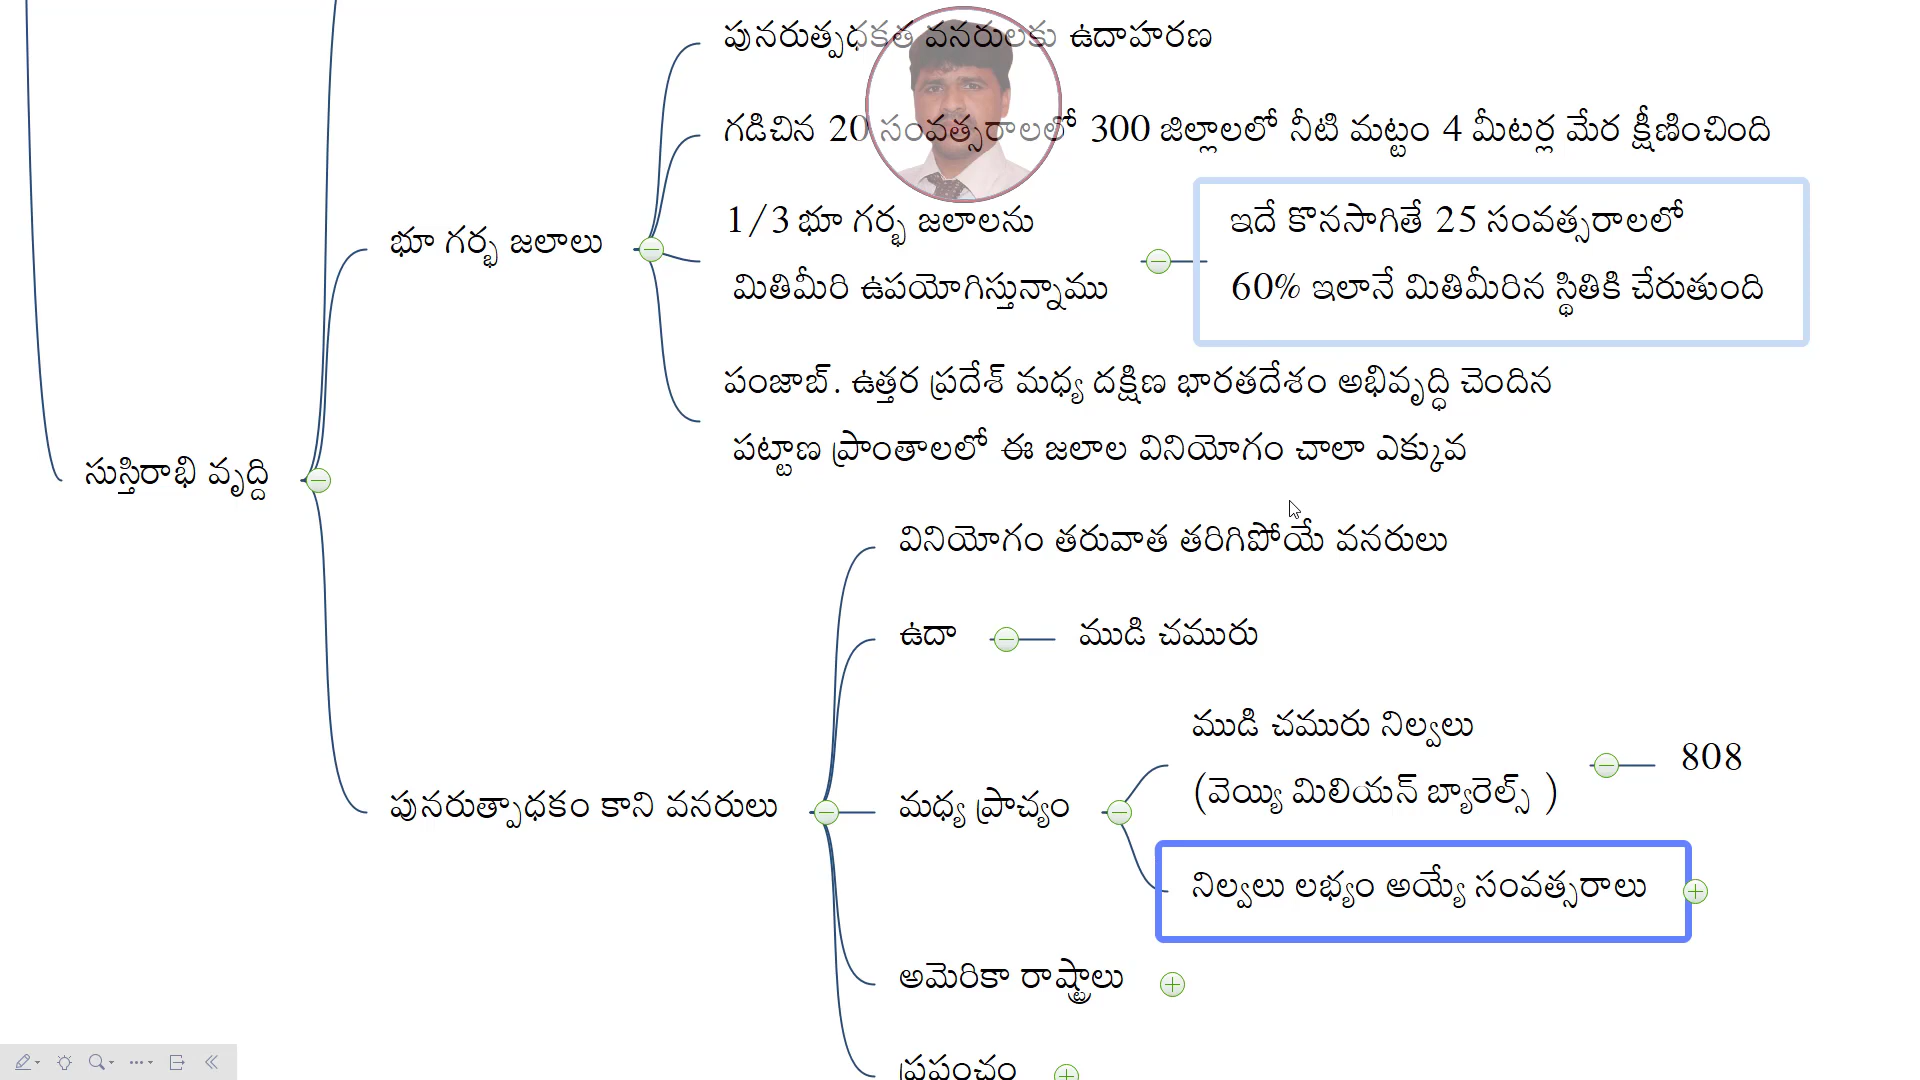 పునరుత్పధకత వనరులకు ఉదాహరణ
గడిచిన 20 సంవత్సరాలలో 300 జిల్లాలలో నీటి మట్టం 4 మీటర్ల మేర క్షీణించింది
భూ గర్భ జలాలు
1/3 భూ గర్భ జలాలను
మితిమీరి ఉపయోగిస్తున్నాము
ఇదే కొనసాగితే 25 సంవత్సరాలలో
60% ఇలానే మితిమీరిన స్థితికి చేరుతుంది
పంజాబ్. ఉత్తర ప్రదేశ్ మధ్య దక్షిణ భారతదేశం అభివృద్ధి చెందిన
పట్టాణ ప్రాంతాలలో ఈ జలాల వినియోగం చాలా ఎక్కువ
సుస్తిరాభి వృద్ది
వినియోగం తరువాత తరిగిపోయే వనరులు
ఉదా
ముడి చమురు
పునరుత్పాధకం కాని వనరులు
మధ్య ప్రాచ్యం
ముడి చమురు నిల్వలు
(వెయ్యి మిలియన్ బ్యారెల్స్ )
808
నిల్వలు లభ్యం అయ్యే సంవత్సరాలు
అమెరికా రాష్ట్రాలు
ప్రపంచం